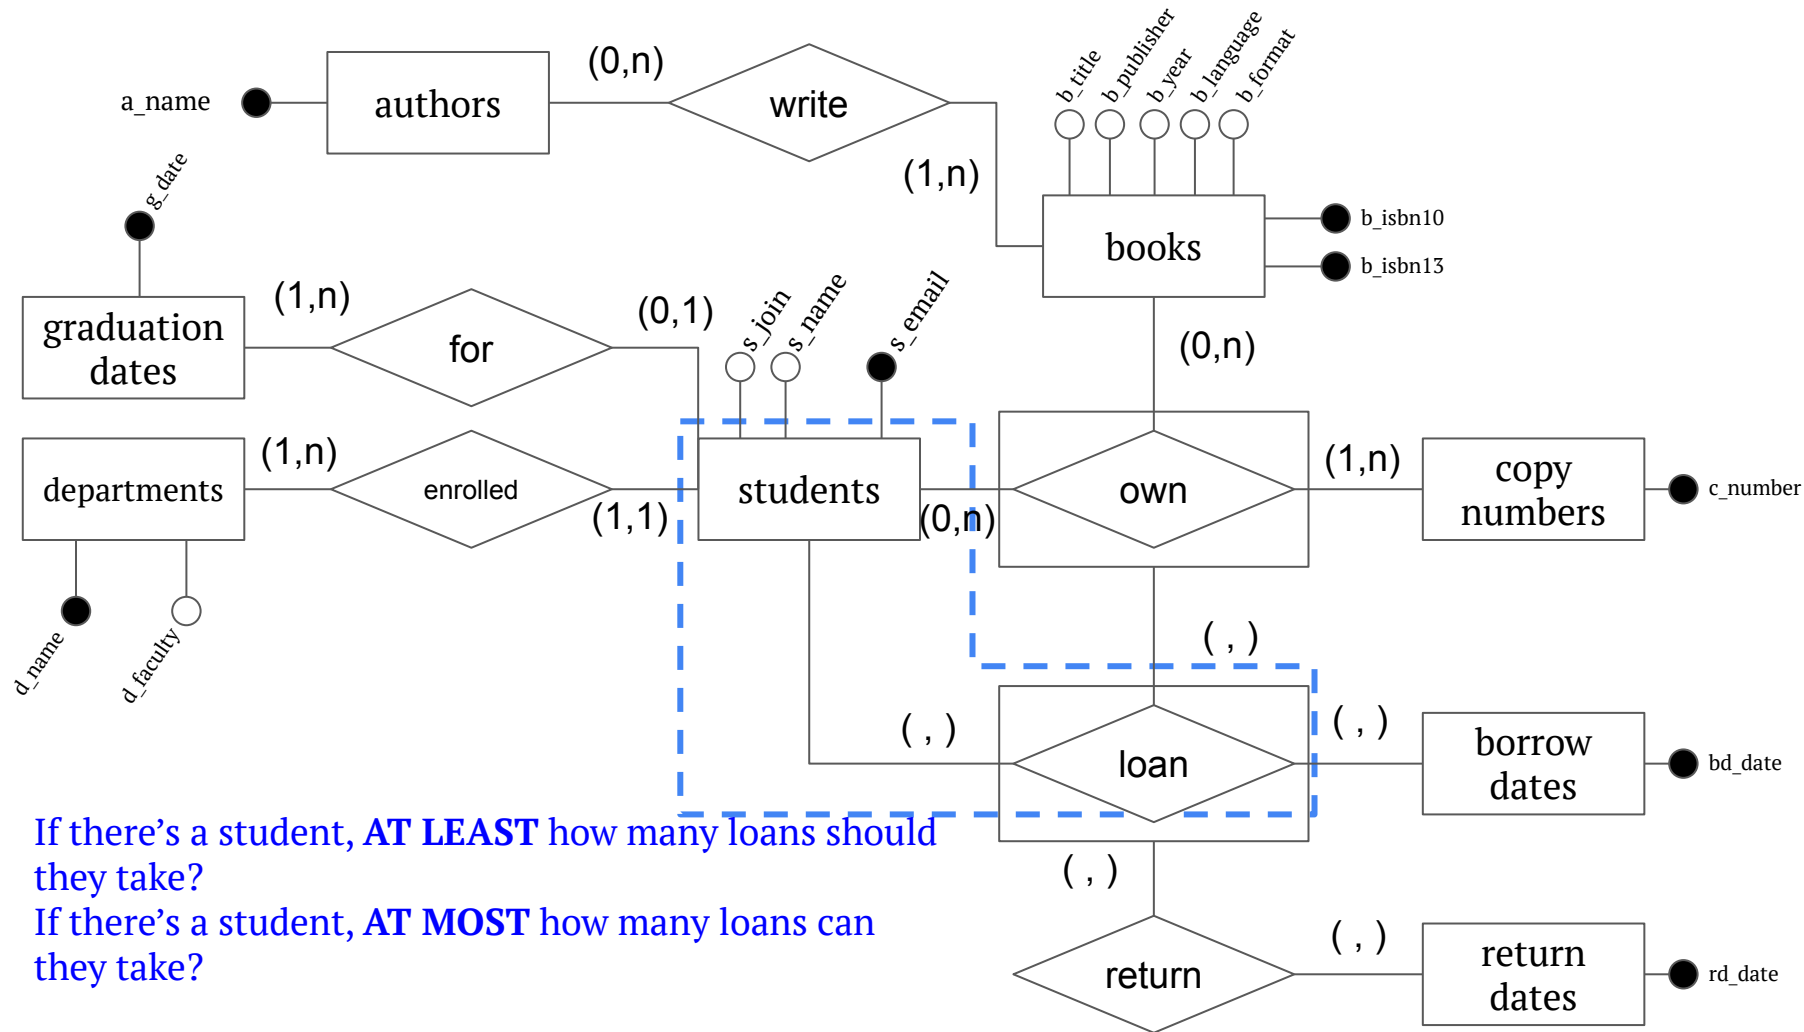 b_title
b_publisher
b_year
b_language
b_format
(0,n)
a_name
authors
write
(1,n)
g_date
b_isbn10
books
b_isbn13
s_join
s_name
s_email
(1,n)
(0,1)
graduation
dates
for
(0,n)
(1,n)
departments
enrolled
(1,1)
students
(0,n)
own
(1,n)
copy
numbers
c_number
d_name
d_faculty
( , )
( , )
loan
( , )
borrow
dates
bd_date
If there’s a student, AT LEAST how many loans should
they take?
If there’s a student, AT MOST how many loans can
they take?
( , )
return
( , )
return
dates
rd_date